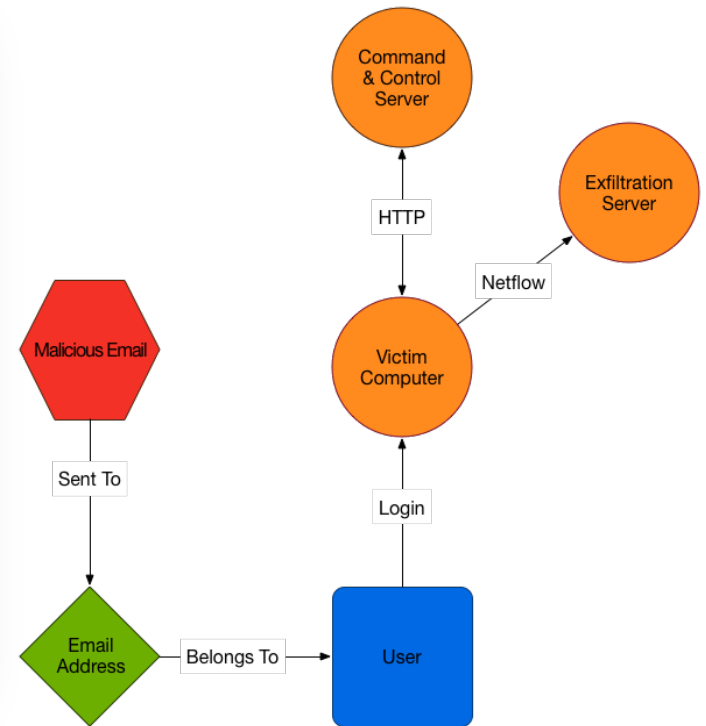 Command
& Control
Server
Exfiltration
Server
HTTP
Netflow
Malicious Email
Victim
Computer
Sent To
Login
Email
Address
Belongs To
User